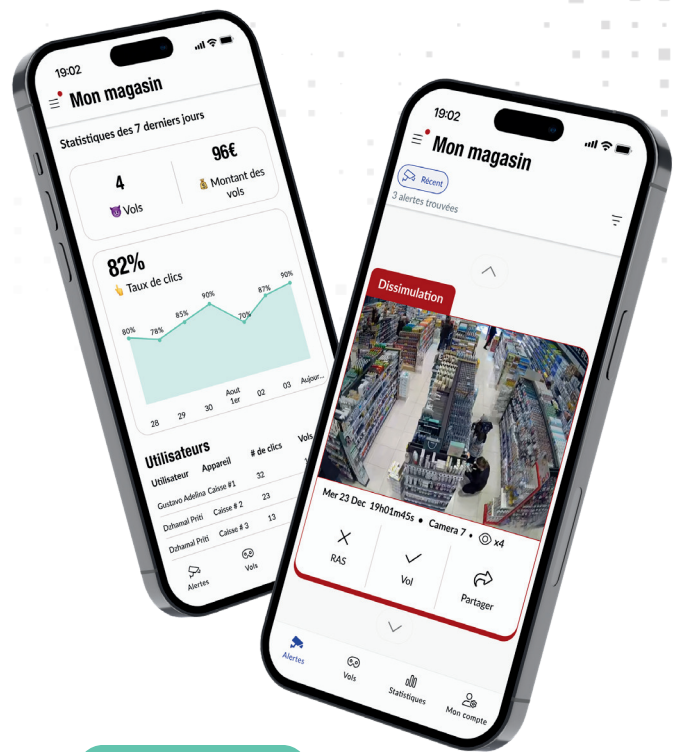 19:02
Mon magasin
Statistiques des 7 derniers jours
4
Vols
96€
Montant des
vols
82%
Taux de clics
80%
78%
85%
90%
70%
87%
90%
28
29
30
Aout
1er
02
03
Aujour...
Utilisateurs
Utilisateur Appareil # de clics Vols
Gustavo Adelina Caisse #1 32
Dzhamal Priti Caisse # 2 23
Dzhamal Priti Caisse # 3 13
Alertes
Vols
19:02
Mon magasin
Récent
3 alertes trouvées
Dissimulation
Mer 23 Dec 19h01m45s • Camera 7 • x4
RAS
Vol
Partager
Alertes
Vols
Statistiques
Mon compte